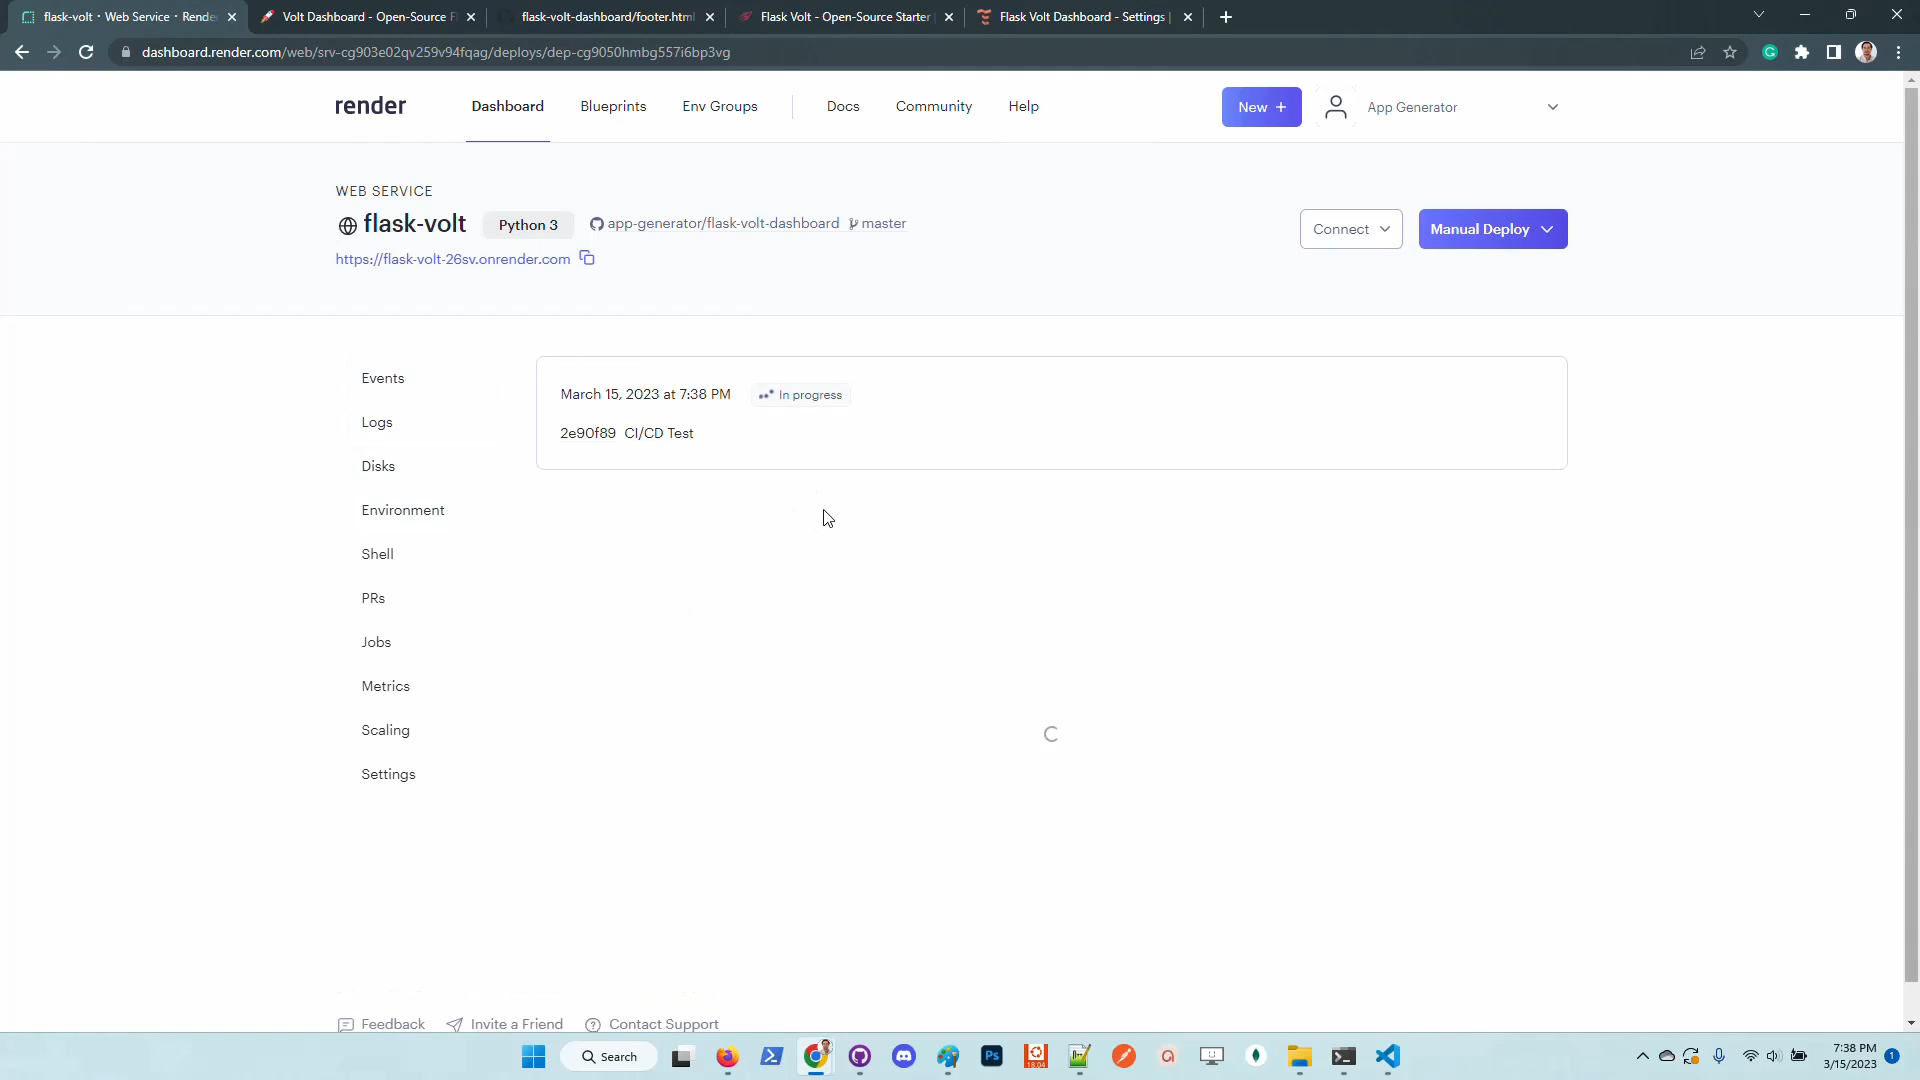 flask-volt · Web Service · Rende
Volt Dashboard - Open-Source F
flask-volt-dashboard/footer.html
Flask Volt - Open-Source Starter
Flask Volt Dashboard - Settings |
dashboard.render.com/web/srv-cg903e02qv259v94fqag/deploys/dep-cg9050hmbg557i6bp3vg
render
Dashboard
Blueprints
Env Groups
Docs
Community
Help
New +
App Generator
WEB SERVICE
flask-volt
Python 3
app-generator/flask-volt-dashboard
master
https://flask-volt-26sv.onrender.com
Connect
Manual Deploy
Events
Logs
Disks
Environment
Shell
PRs
Jobs
Metrics
Scaling
Settings
March 15, 2023 at 7:38 PM
In progress
2e90f89 CI/CD Test
Feedback
Invite a Friend
Contact Support
Search
Ps
18.04
7:38 PM
3/15/2023
1